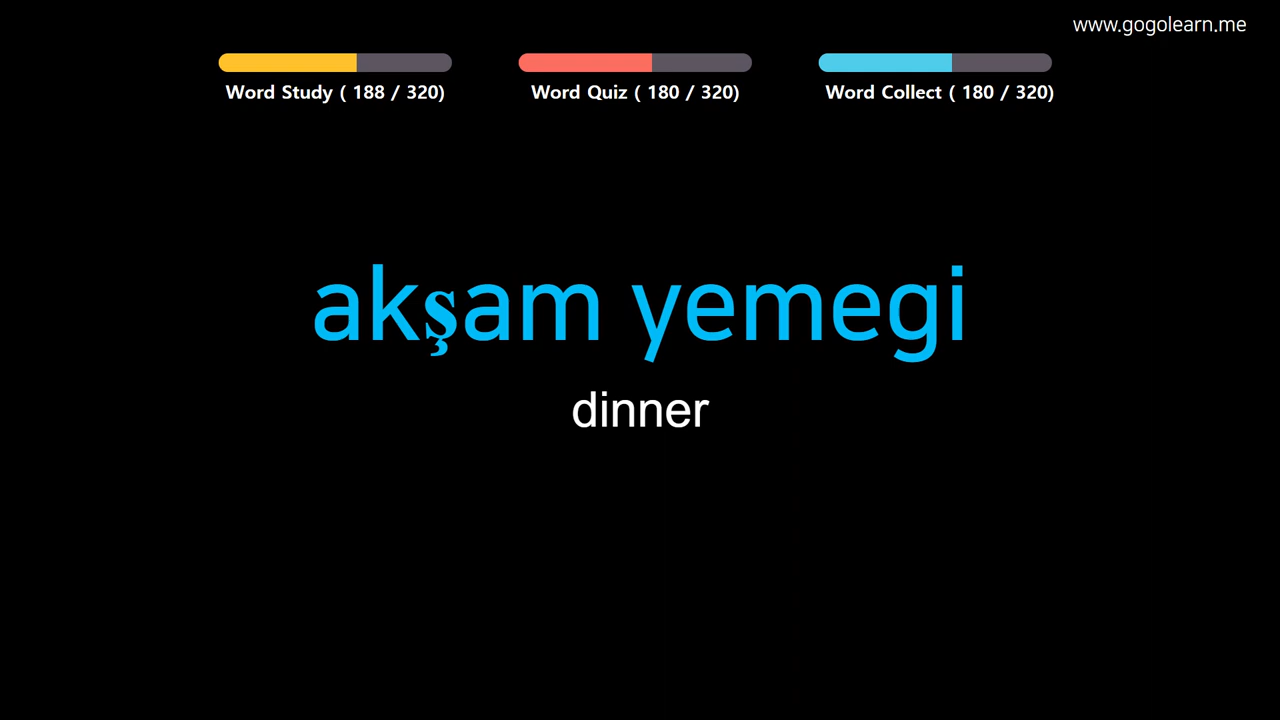 www.gogolearn.me
Word Study ( 188 / 320)
Word Quiz ( 180 / 320)
Word Collect ( 180 / 320)
akşam yemegi
dinner